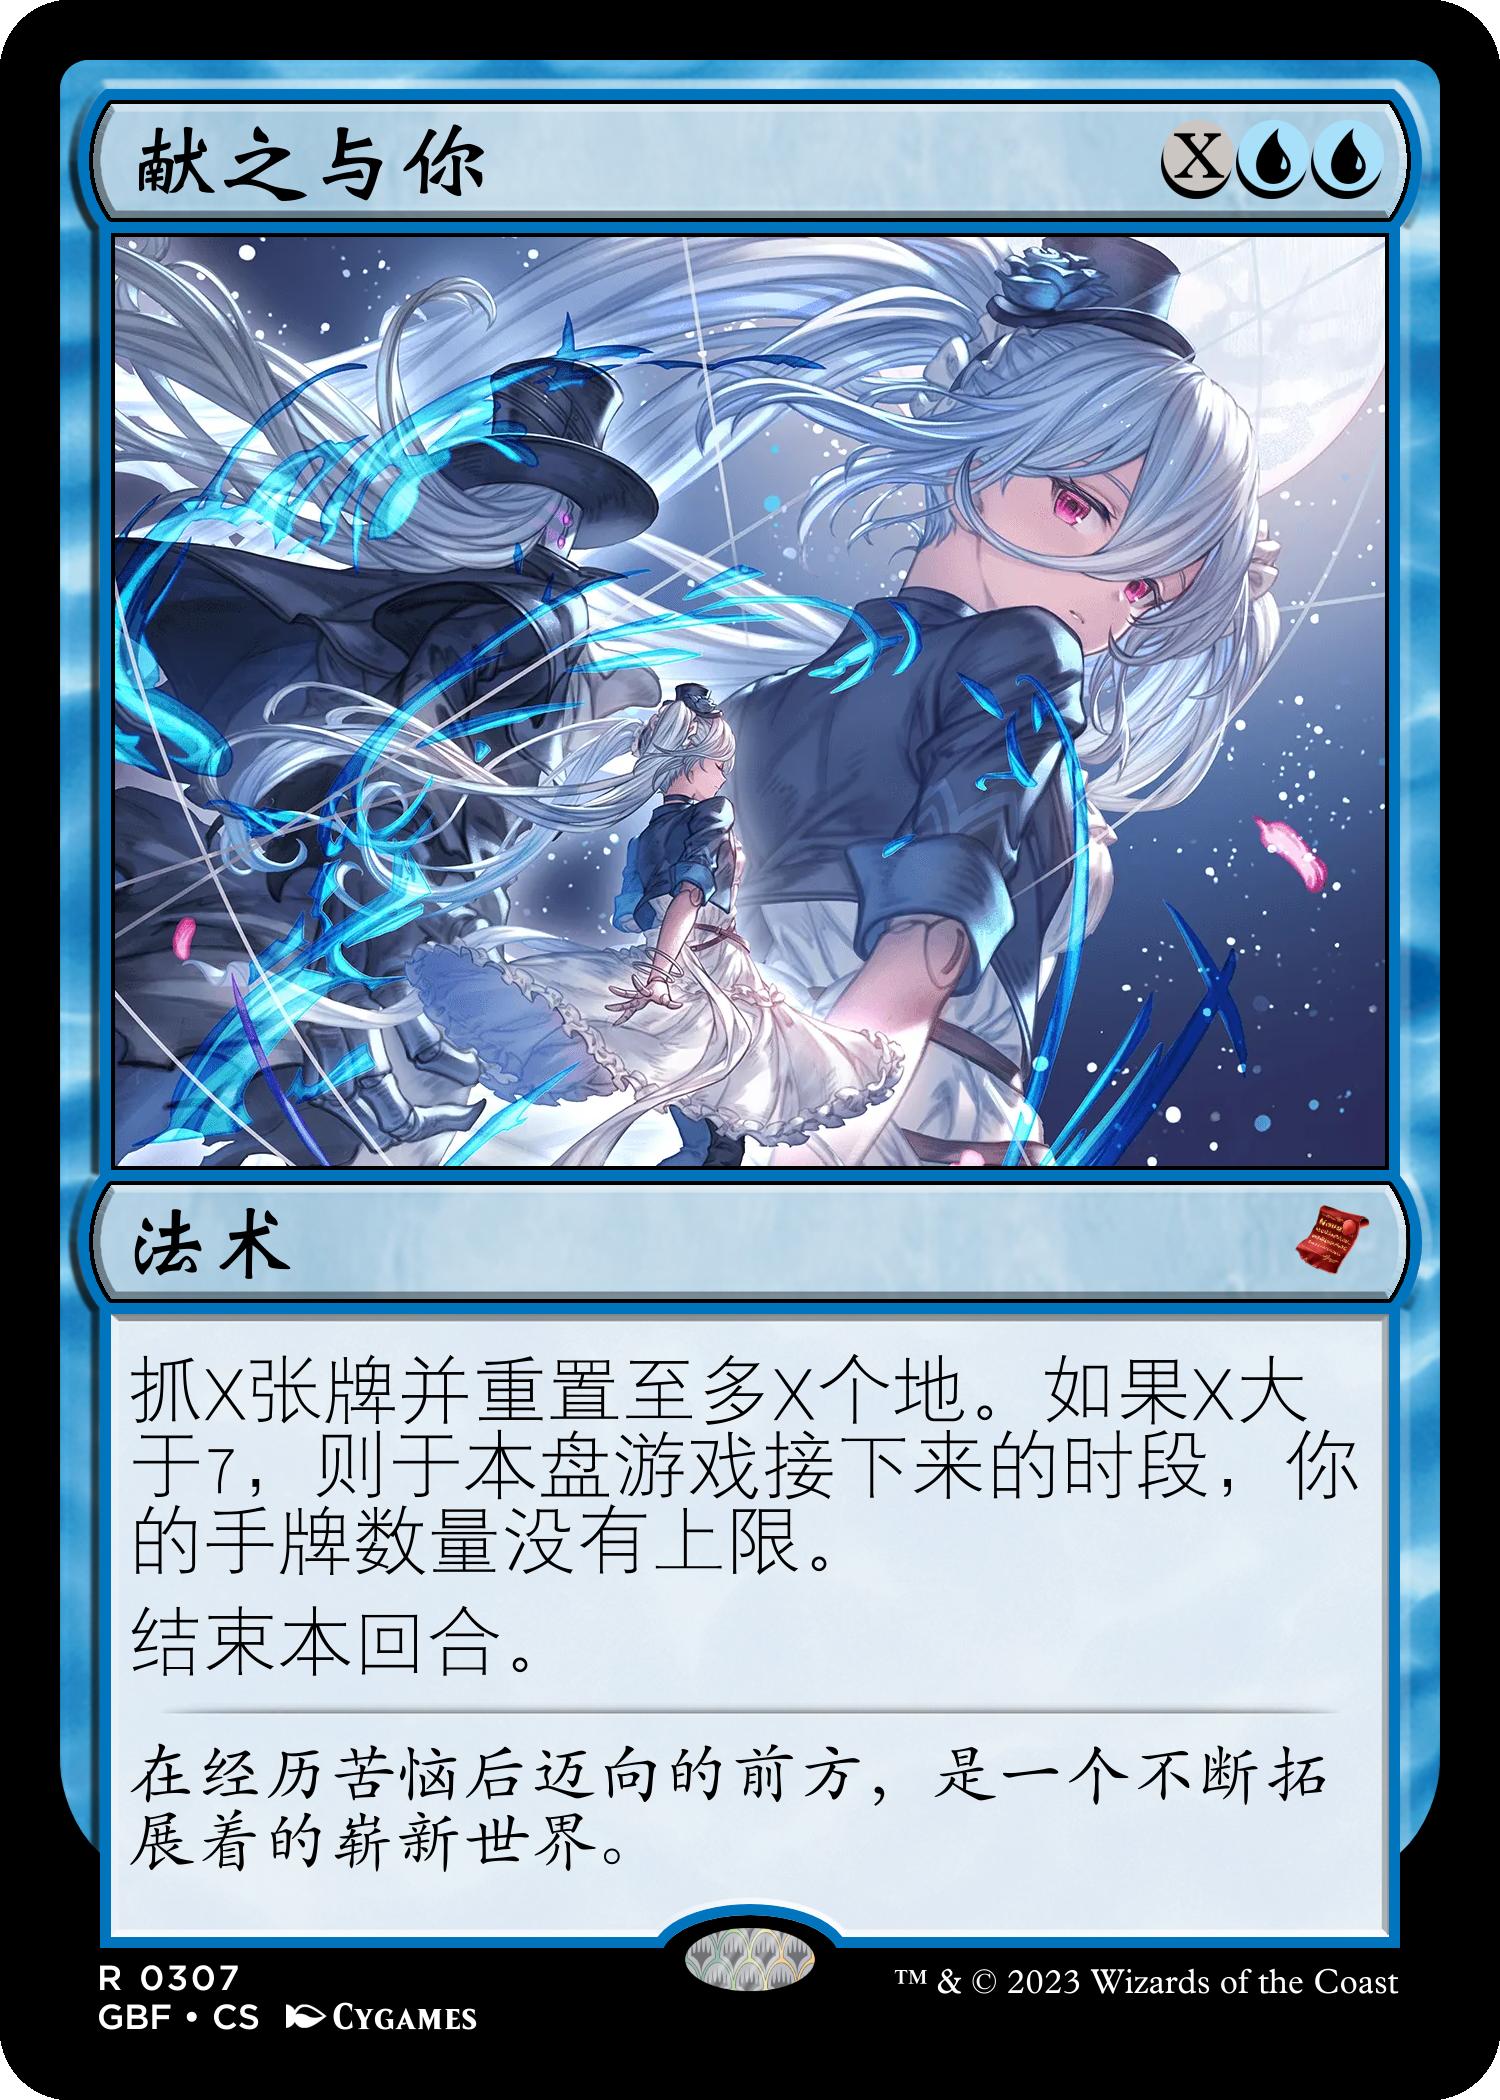 献之与你 X
法术
抓X张牌并重置至多X个地。如果X大
于7，则于本盘游戏接下来的时段，你
的手牌数量没有上限。
结束本回合。
在经历苦恼后迈向的前方，是一个不断拓
展着的崭新世界。
R 0307
GBF • CS CYGAMES
™ & © 2023 Wizards of the Coast